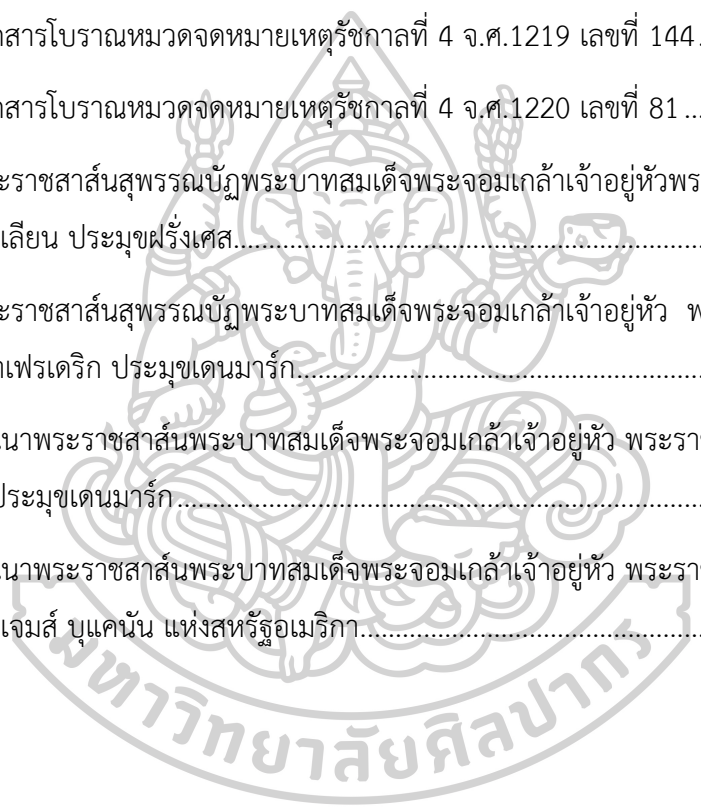 าสารโบราณหมวดจดหมายเหตุรัชกาลที่ 4 จ.ศ.1219 เลขที่ 144 .
าสารโบราณหมวดจดหมายเหตุรัชกาลที่ 4 จ.ศ.1220 เลขที่ 81 ...
ะราชสาส์นสุพรรณบัฏพระบาทสมเด็จพระจอมเกล้าเจ้าอยู่หัวพร
เลียน ประมุขฝรั่งเศส..........................................................................
ะราชสาส์นสุพรรณบัฏพระบาทสมเด็จพระจอมเกล้าเจ้าอยู่หัว พ
าเฟรเดริก ประมุขเดนมาร์ก................................................................
นาพระราชสาส์นพระบาทสมเด็จพระจอมเกล้าเจ้าอยู่หัว พระรา
ประมุขเดนมาร์ก ................................................................................
นาพระราชสาส์นพระบาทสมเด็จพระจอมเกล้าเจ้าอยู่หัว พระรา
เจมส์ บุแคนัน แห่งสหรัฐอเมริกา.......................................................
มหาวิทยาลัยศิลปากร